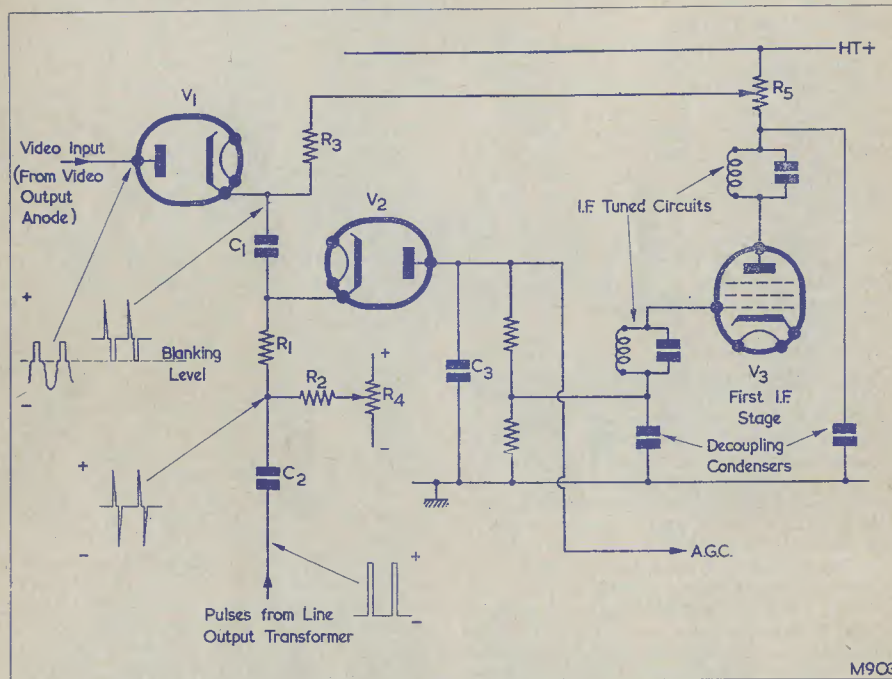 HT+
V1
R5
R3
Video Input
(From Video
Output
Anode)
I.F. Tuned Circuits
V2
C1
+
Blanking
Level
-
R1
C3
R2
+
R4
-
V3
First I.F.
Stage
Decoupling
Condensers
+
-
C2
A.G.C.
+
-
Pulses from Line
Output Transformer
M903